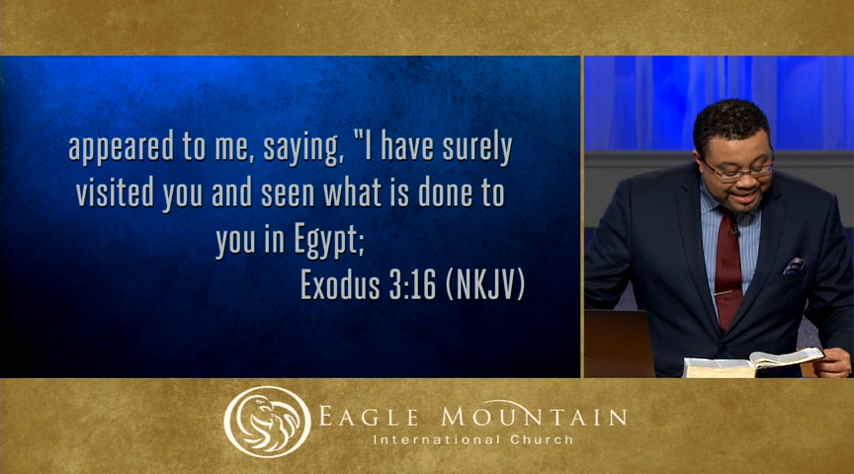 appeared to me, saying, "I have surely
visited you and seen what is done to
you in Egypt;
Exodus 3:16 (NKJV)
EAGLE MOUNTAIN
International Church